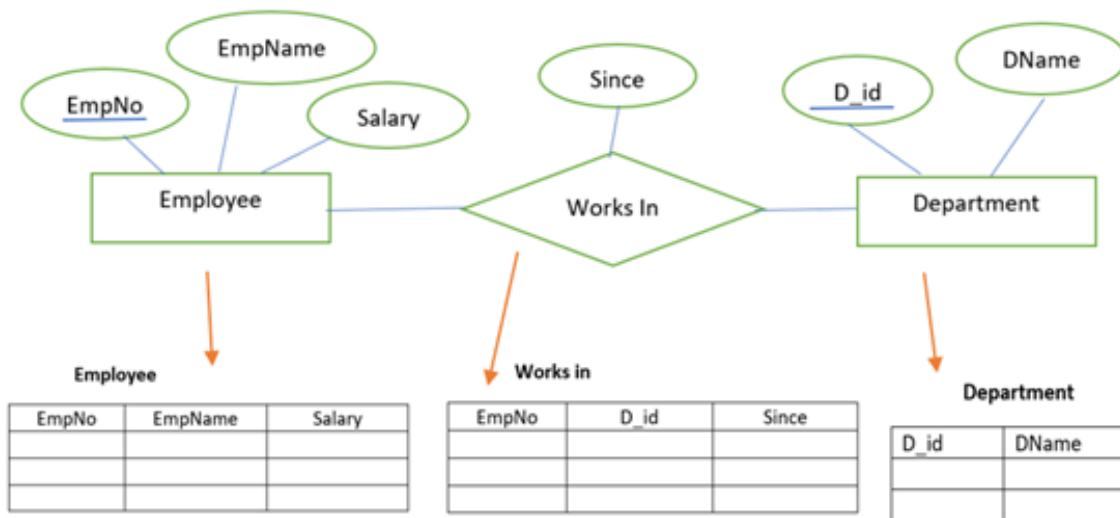 EmpName
DName
Since
EmpNo
D_id
Salary
Employee
Works In
Department
Employee
Works in
Department
EmpNo EmpName Salary
EmpNo D_id Since
D_id DName